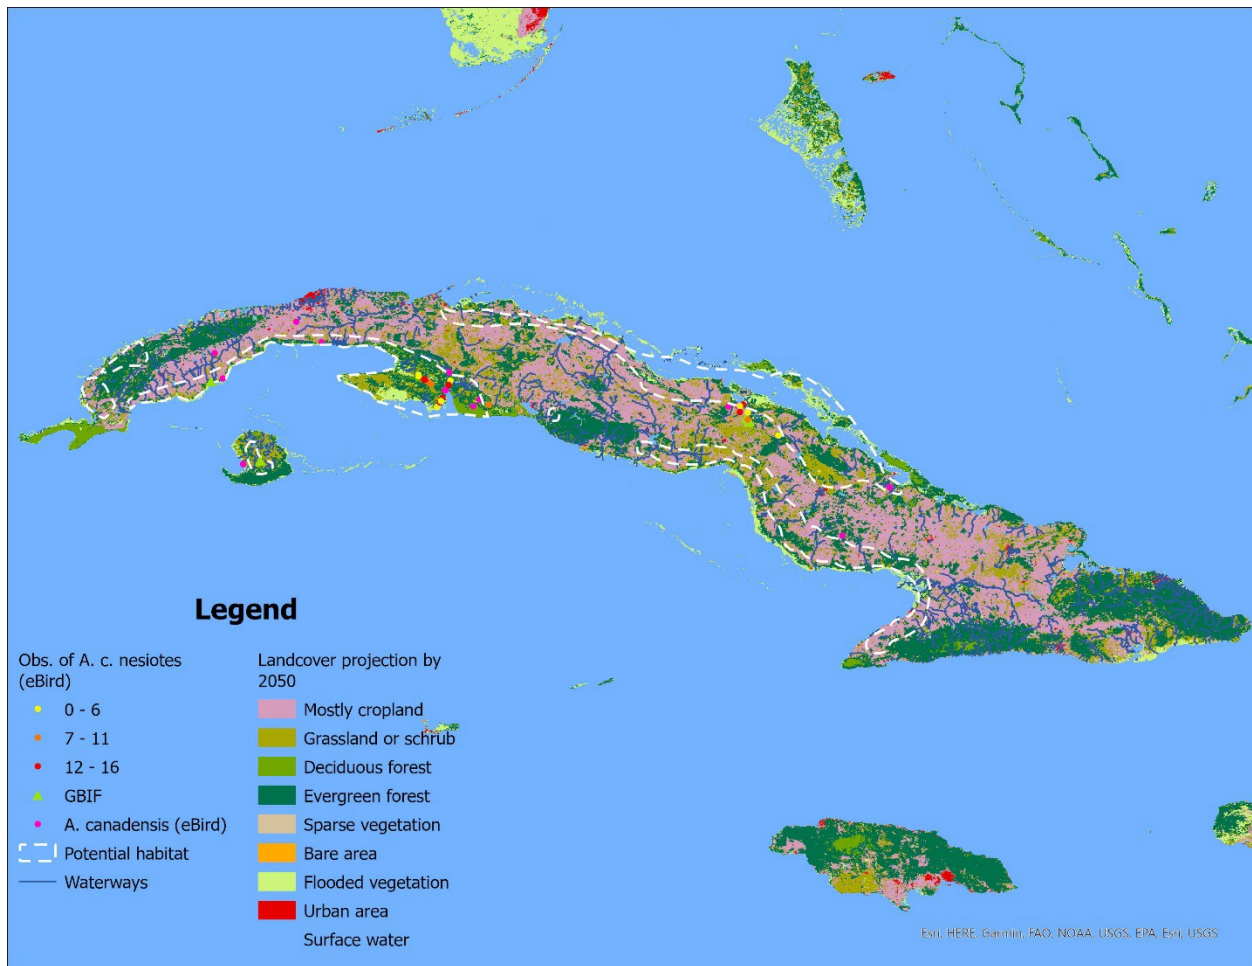 Legend
Obs. of A. c. nesiotes
(eBird)
0 - 6
7 - 11
12 - 16
GBIF
A. canadensis (eBird)
Potential habitat
Waterways
Landcover projection by
2050
Mostly cropland
Grassland or schrub
Deciduous forest
Evergreen forest
Sparse vegetation
Bare area
Flooded vegetation
Urban area
Surface water
Esri, HERE, Garmin, FAO, NOAA, USGS, EPA, Esri, USGS